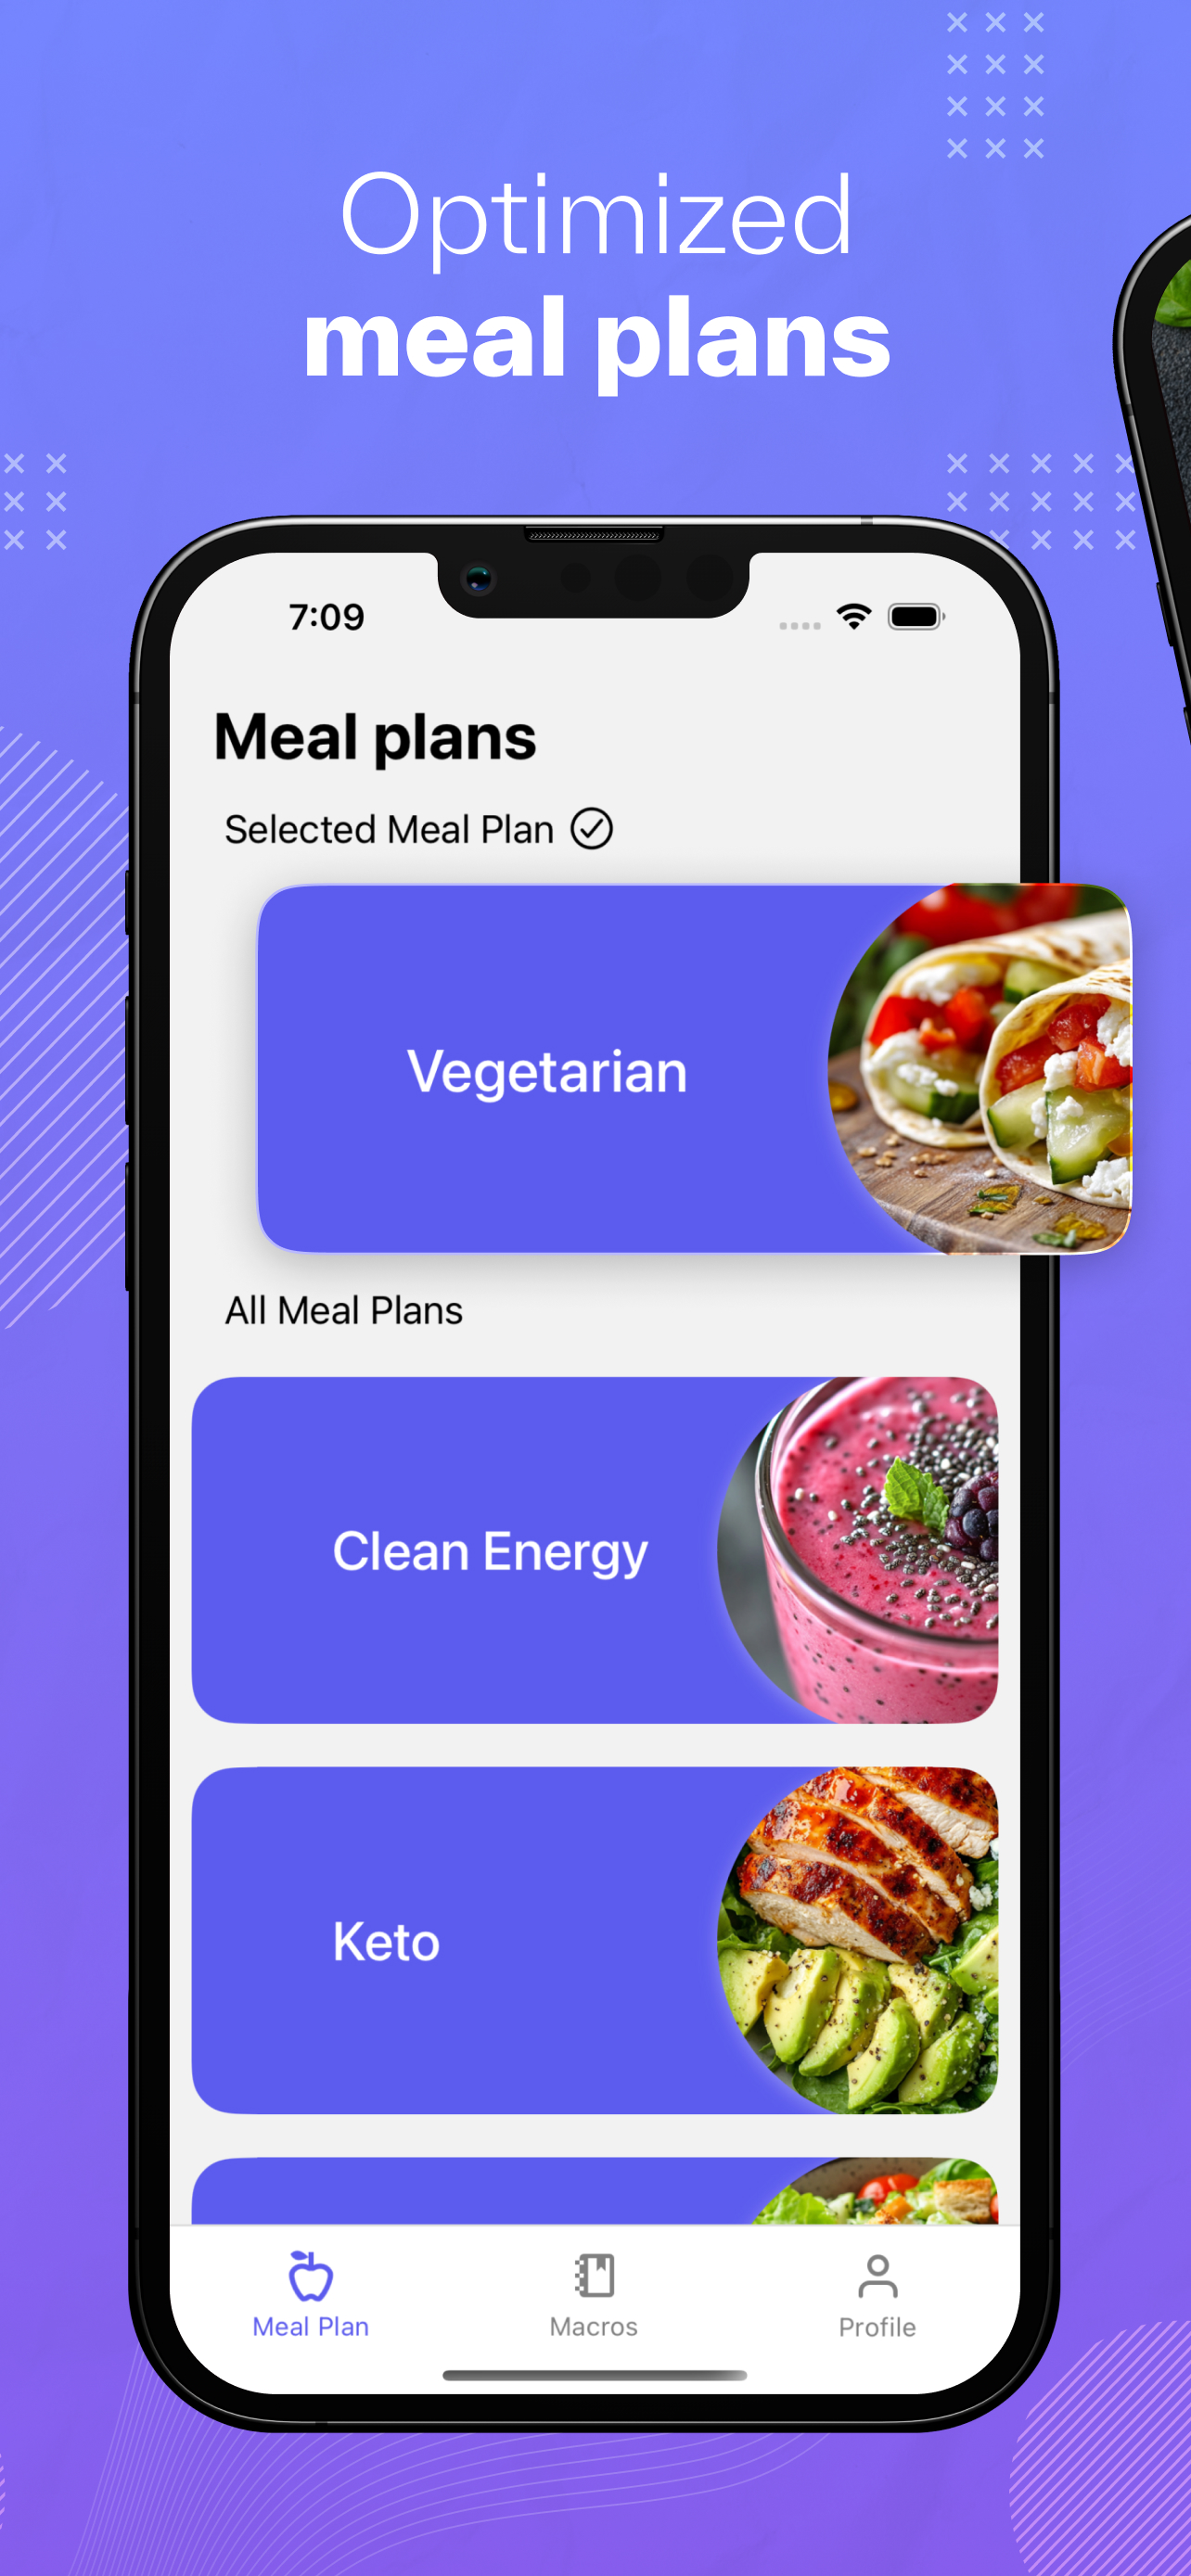 Optimized
meal plans
7:09
Meal plans
Selected Meal Plan
Vegetarian
All Meal Plans
Clean Energy
Keto
Meal Plan
Macros
Profile